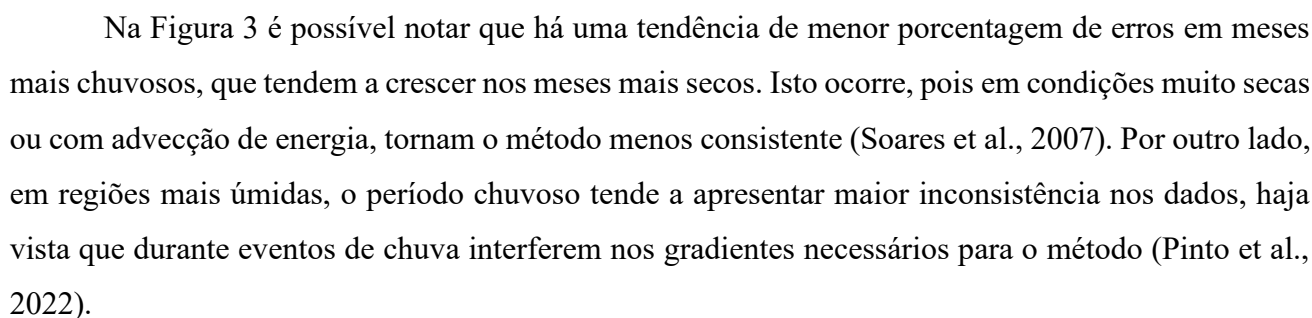 Na Figura 3 é possível notar que há uma tendência de menor porcentagem de erros em meses
mais chuvosos, que tendem a crescer nos meses mais secos. Isto ocorre, pois em condições muito secas
ou com advecção de energia, tornam o método menos consistente (Soares et al., 2007). Por outro lado,
em regiões mais úmidas, o período chuvoso tende a apresentar maior inconsistência nos dados, haja
vista que durante eventos de chuva interferem nos gradientes necessários para o método (Pinto et al.,
2022).